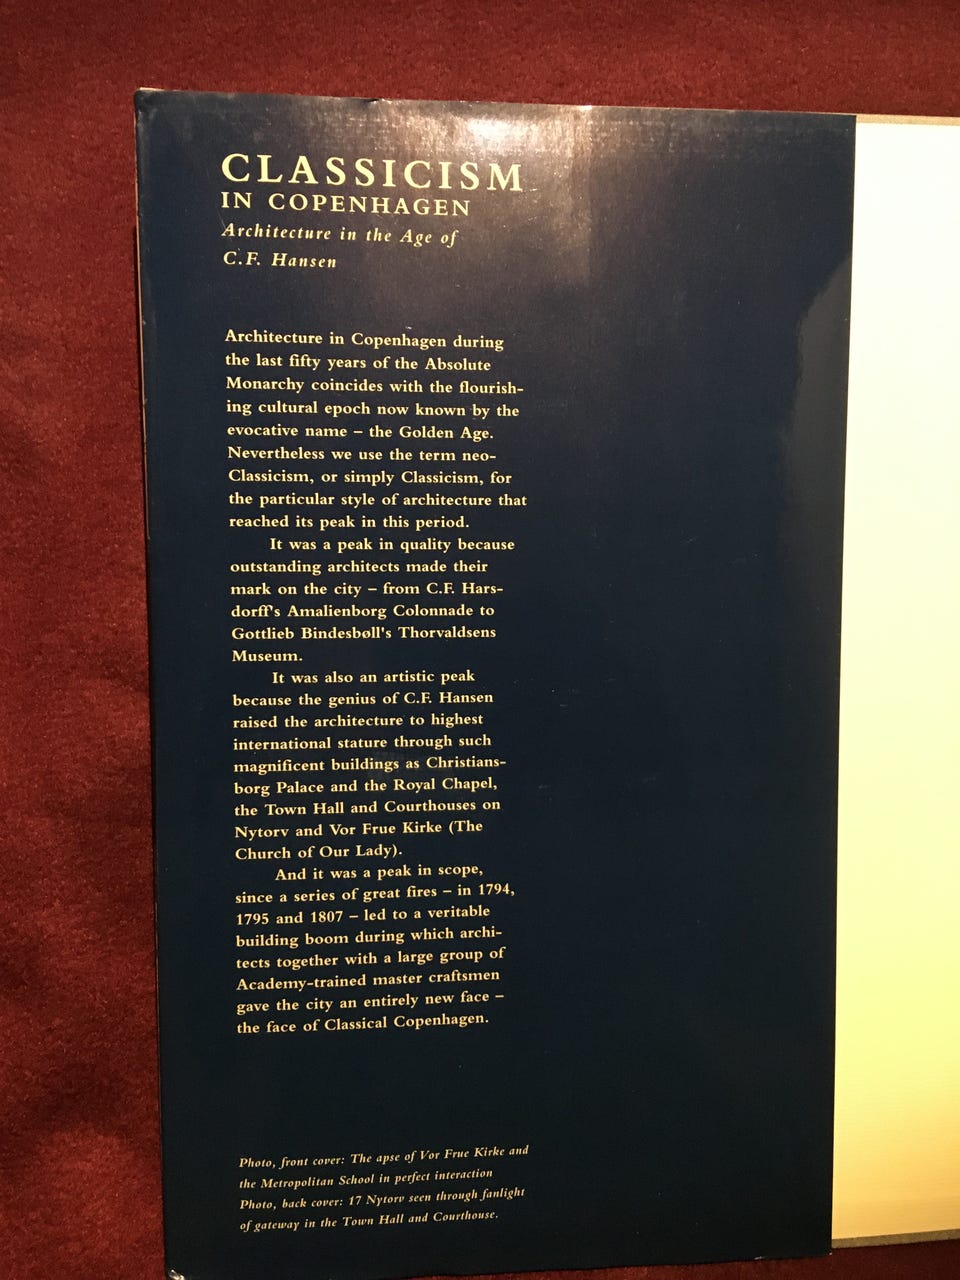 CLASSICISM
IN COPENHAGEN
Architecture in the Age of
C.F. Hansen
Architecture in Copenhagen during
the last fifty years of the Absolute
Monarchy coincides with the flourish-
ing cultural epoch now known by the
evocative name – the Golden Age.
Nevertheless we use the term neo-
Classicism, or simply Classicism, for
the particular style of architecture that
reached its peak in this period.
It was a peak in quality because
outstanding architects made their
mark on the city – from C.F. Hars-
dorff's Amalienborg Colonnade to
Gottlieb Bindesbøll's Thorvaldsens
Museum.
It was also an artistic peak
because the genius of C.F. Hansen
raised the architecture to highest
international stature through such
magnificent buildings as Christians-
borg Palace and the Royal Chapel,
the Town Hall and Courthouses on
Nytorv and Vor Frue Kirke (The
Church of Our Lady).
And it was a peak in scope,
since a series of great fires – in 1794,
1795 and 1807 – led to a veritable
building boom during which archi-
tects together with a large group of
Academy-trained master craftsmen
gave the city an entirely new face –
the face of Classical Copenhagen.
Photo, front cover: The apse of Vor Frue Kirke and
the Metropolitan School in perfect interaction
Photo, back cover: 17 Nytorv seen through fanlight
of gateway in the Town Hall and Courthouse.